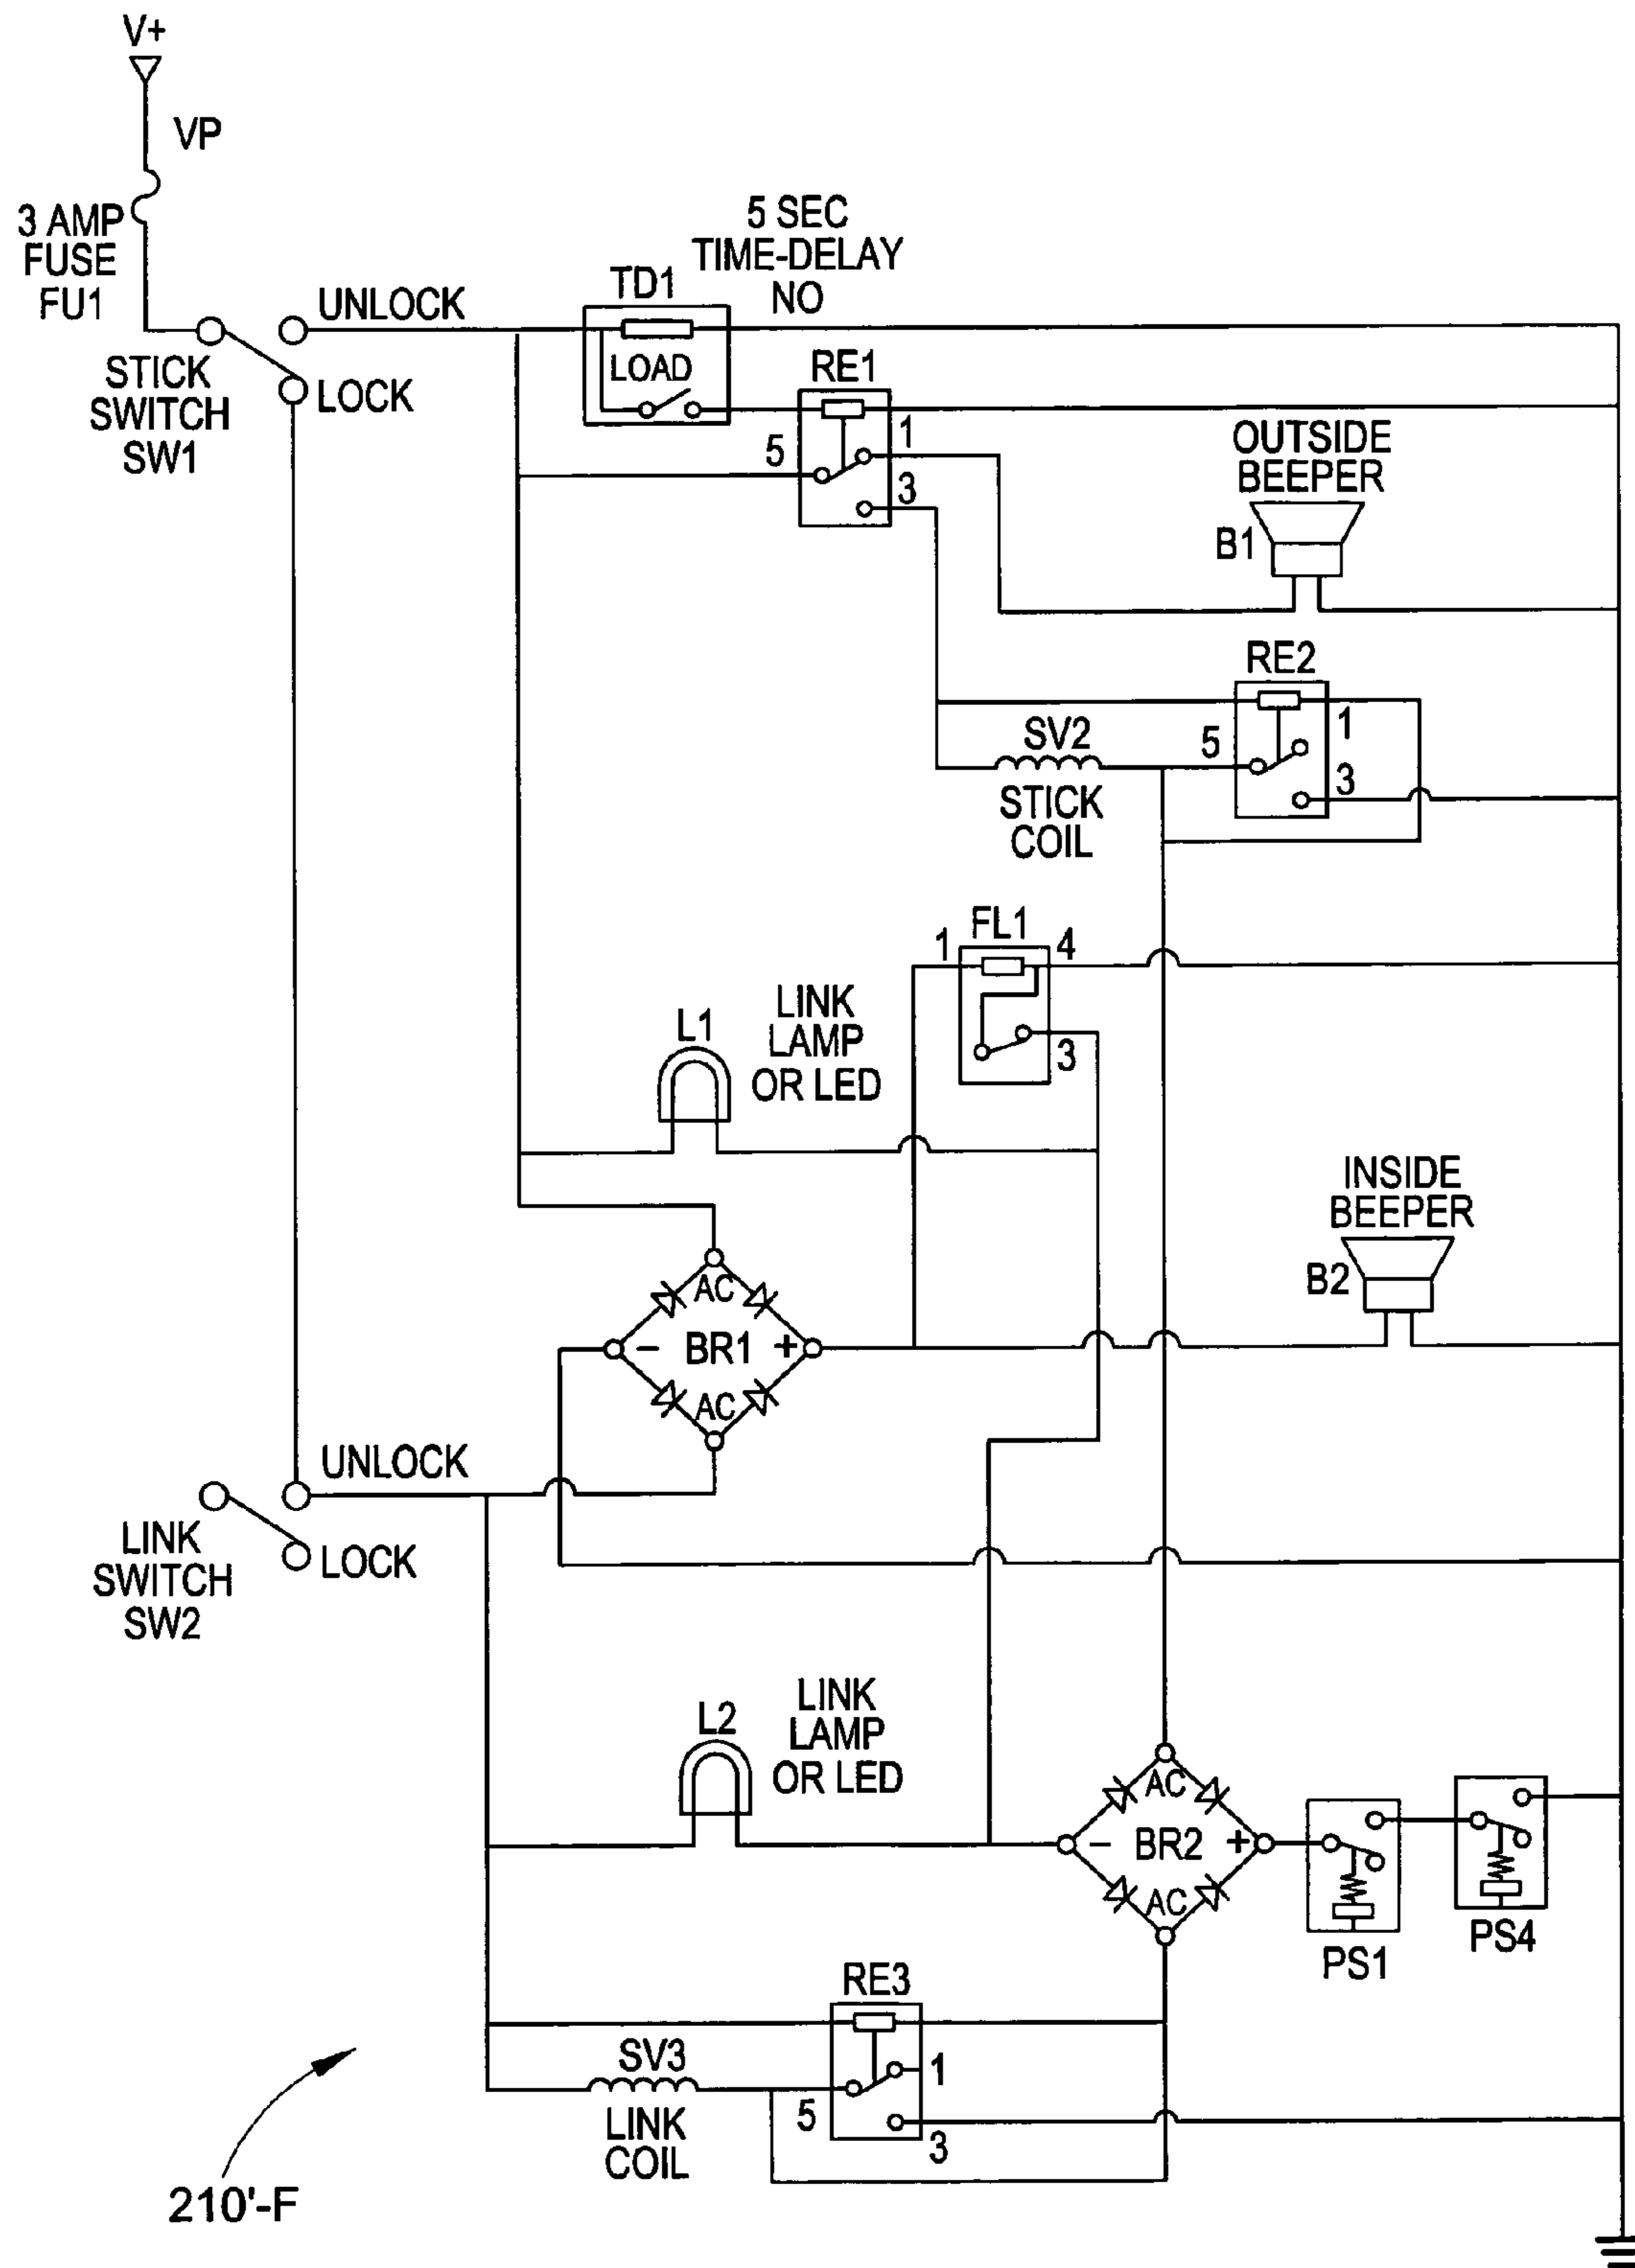 V+
VP
3 AMP
FUSE
FU1
STICK
SWITCH
SW1
UNLOCK
LOCK
5 SEC
TIME-DELAY
NO
TD1
LOAD
RE1
5
1
3
OUTSIDE
BEEPER
B1
RE2
SV2
5
1
3
STICK
COIL
FL1
1
4
3
L1
LINK
LAMP
OR LED
INSIDE
BEEPER
B2
AC
- BR1 +
AC
UNLOCK
LOCK
LINK
SWITCH
SW2
L2
LINK
LAMP
OR LED
AC
- BR2 +
AC
PS1
PS4
RE3
SV3
1
5
3
LINK
COIL
210'-F